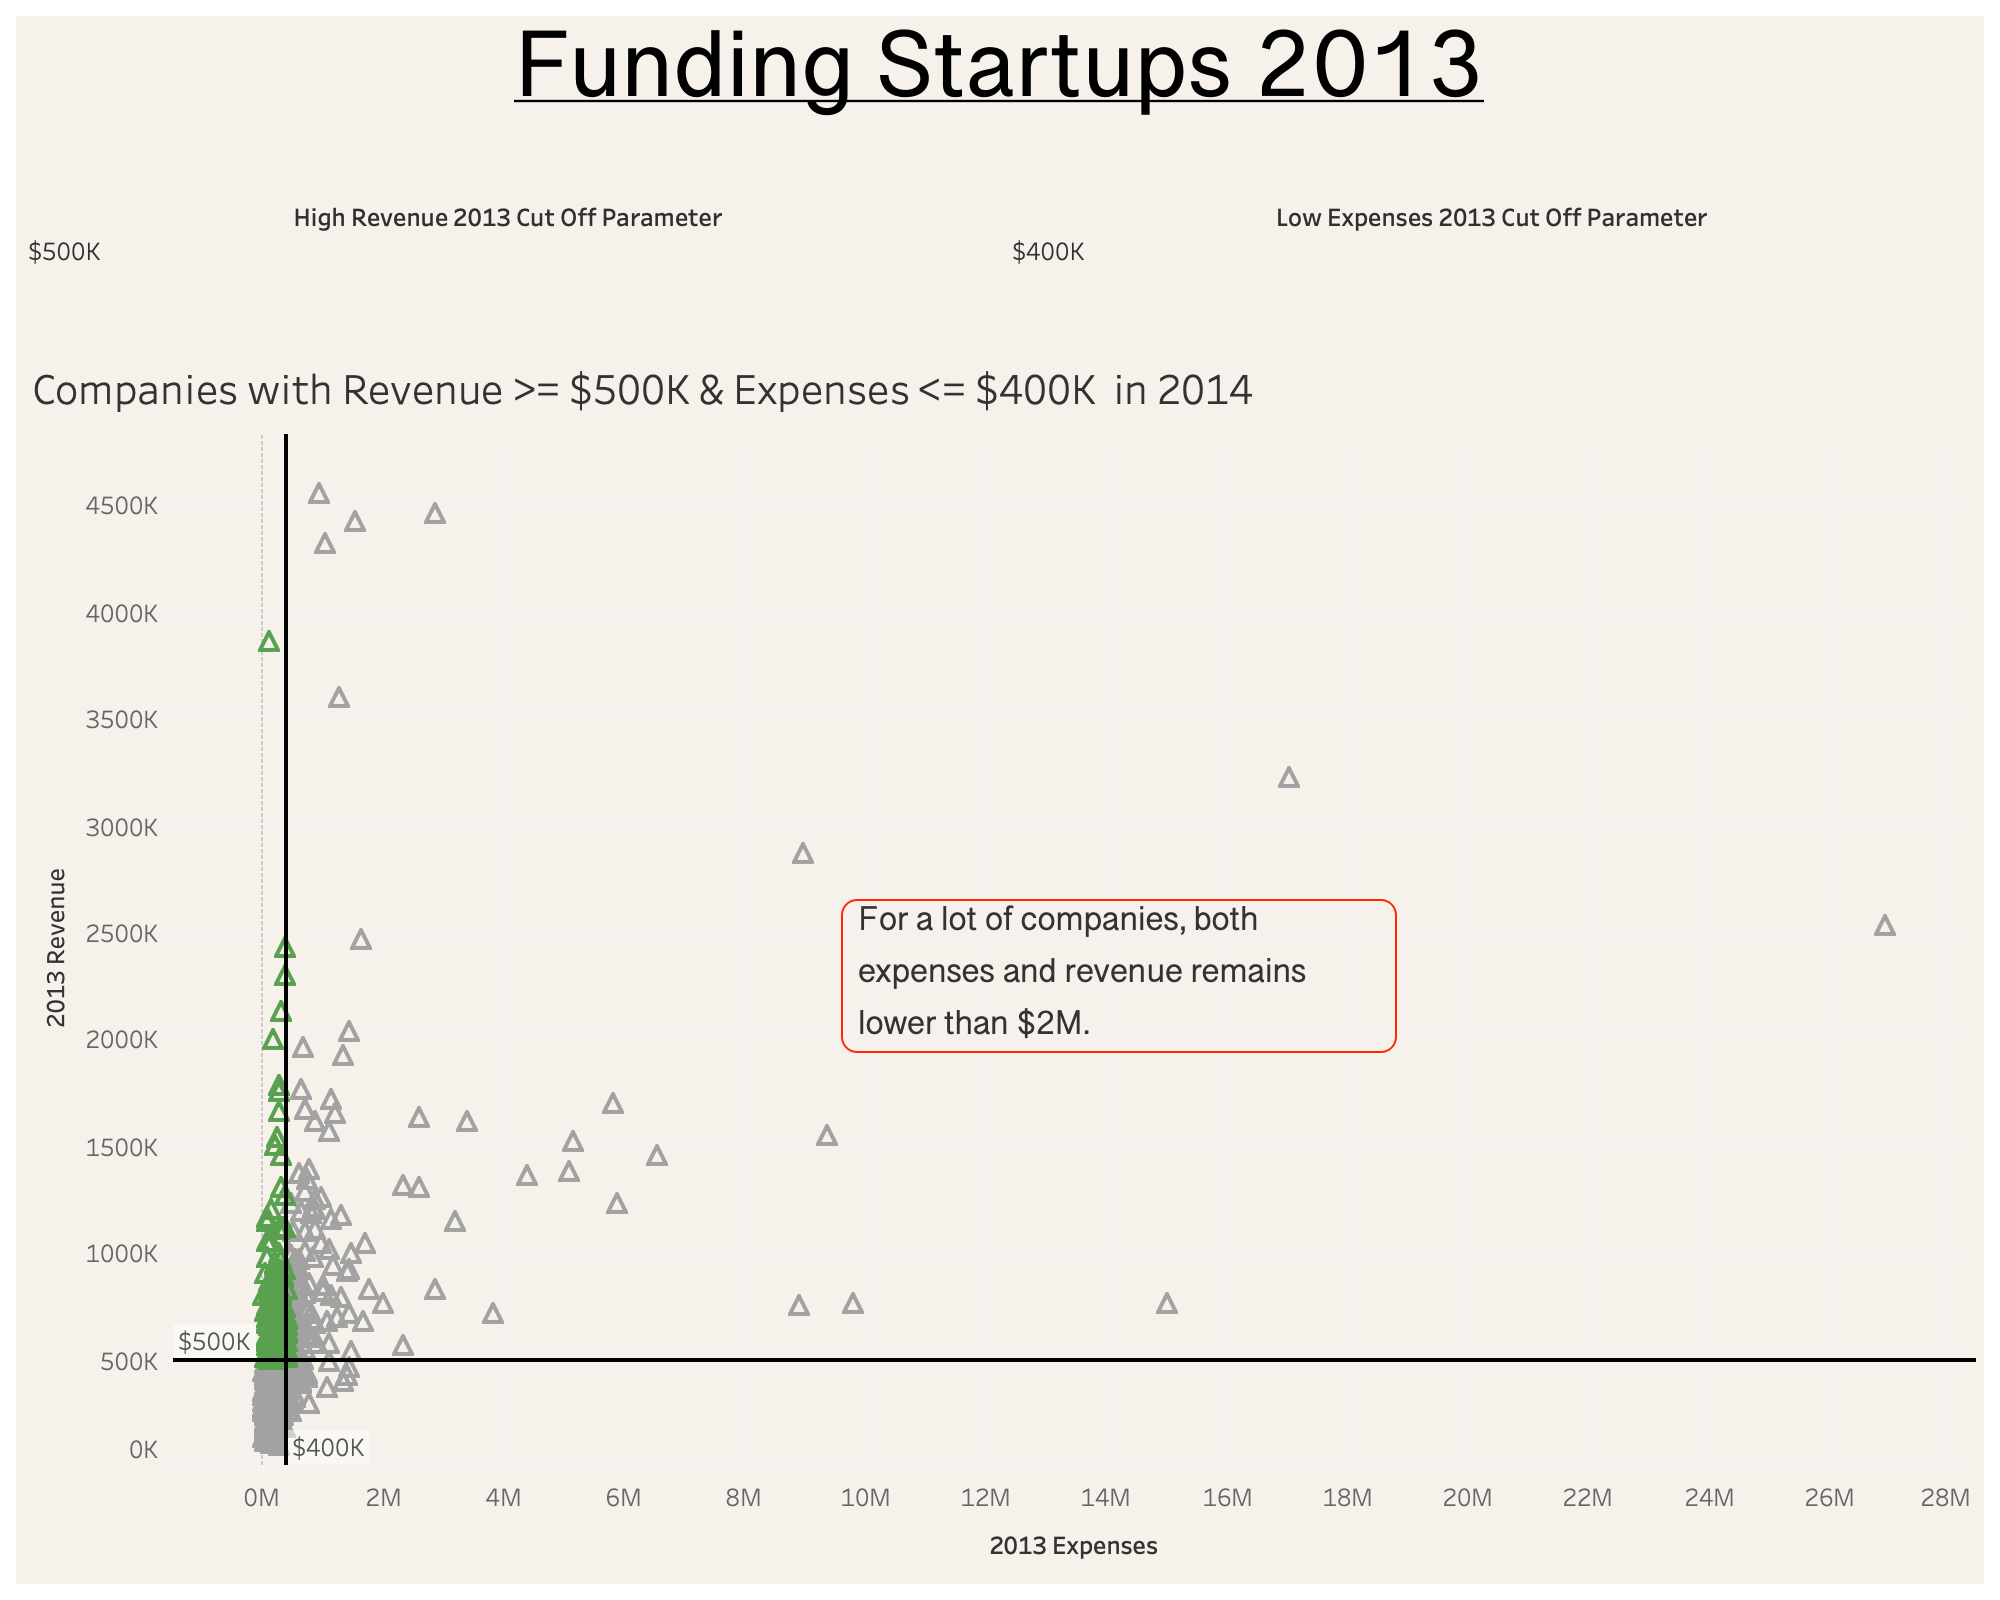 Funding Startups 2013
High Revenue 2013 Cut Off Parameter
Low Expenses 2013 Cut Off Parameter
$500K
$400K
Companies with Revenue >= $500K & Expenses <= $400K  in 2014
4500K
4000K
3500K
3000K
2500K
2000K
1500K
1000K
500K
0K
2013 Revenue
For a lot of companies, both
expenses and revenue remains
lower than $2M.
$500K
$400K
0M
2M
4M
6M
8M
10M
12M
14M
16M
18M
20M
22M
24M
26M
28M
2013 Expenses